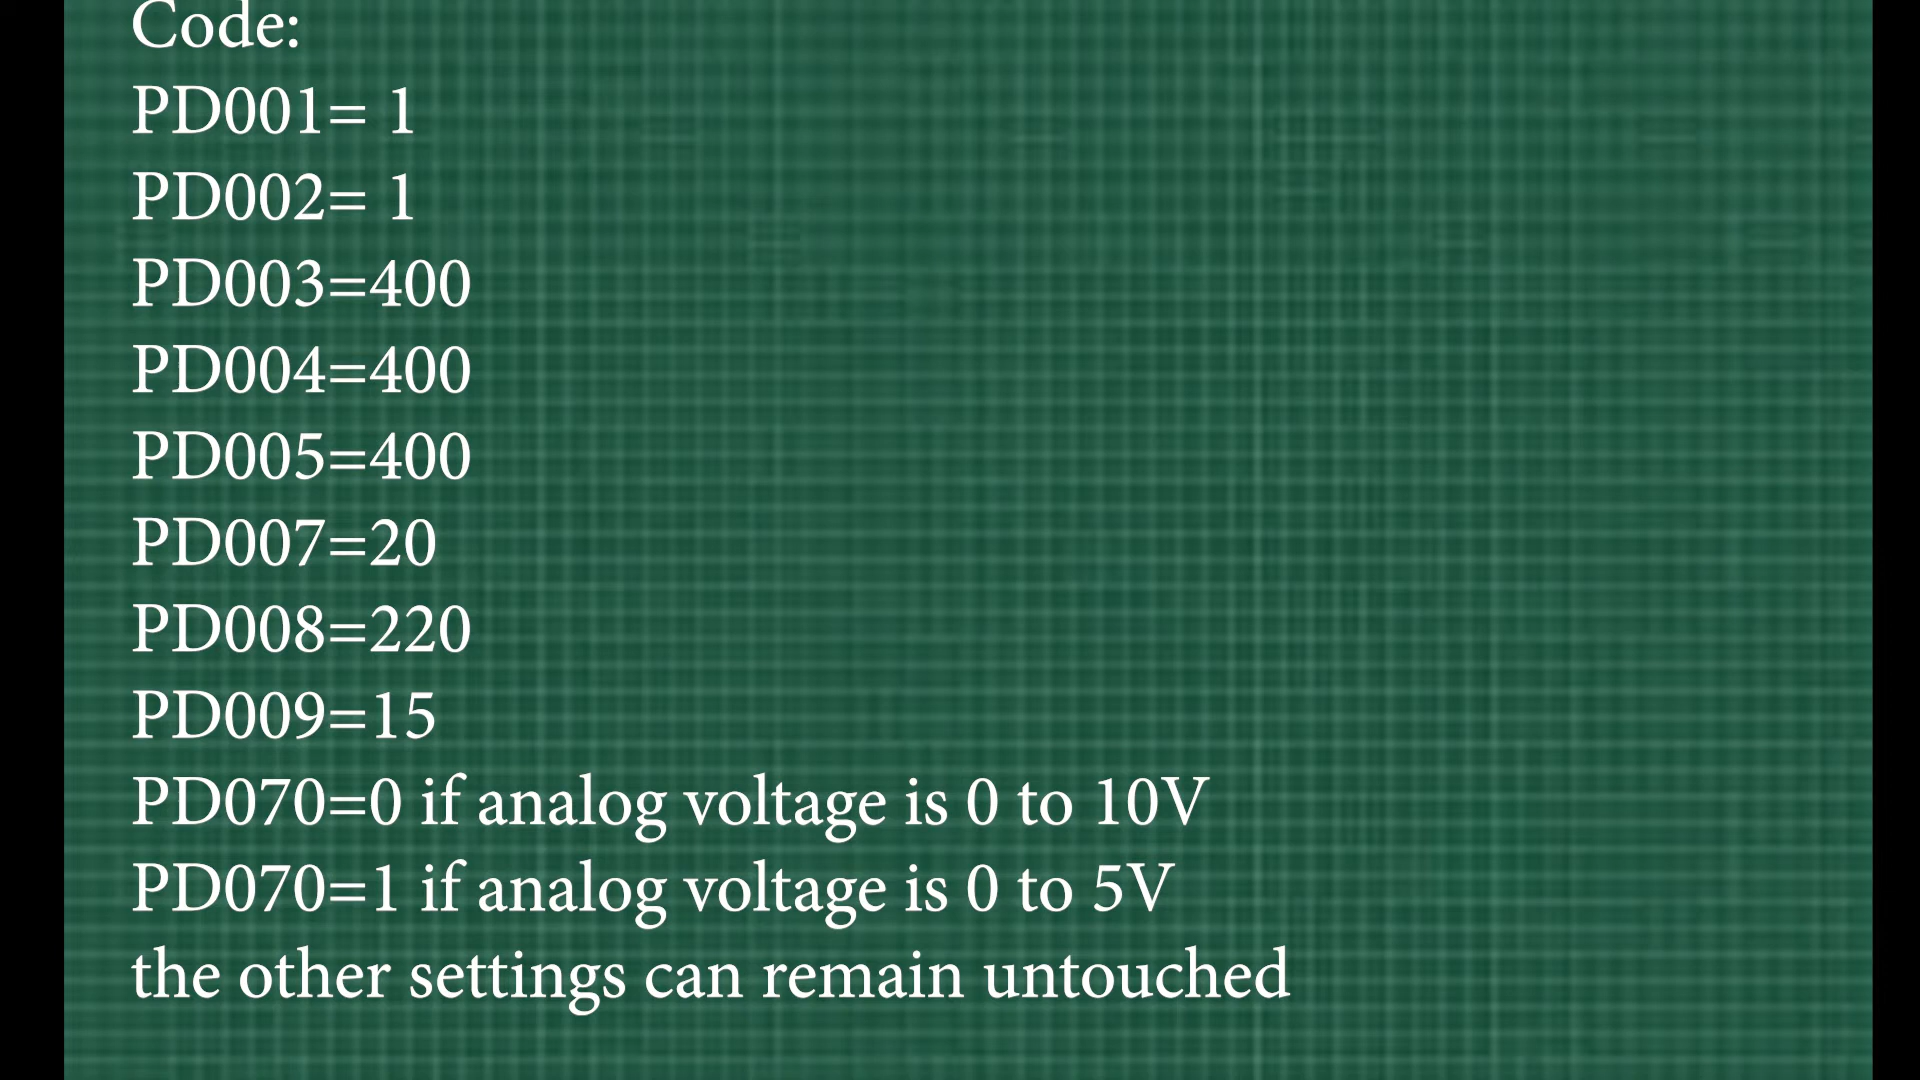 Code:
PD001= 1
PD002= 1
PD003=400
PD004=400
PD005=400
PD007=20
PD008=220
PD009=15
PD070=0 if analog voltage is 0 to 10V
PD070=1 if analog voltage is 0 to 5V
the other settings can remain untouched